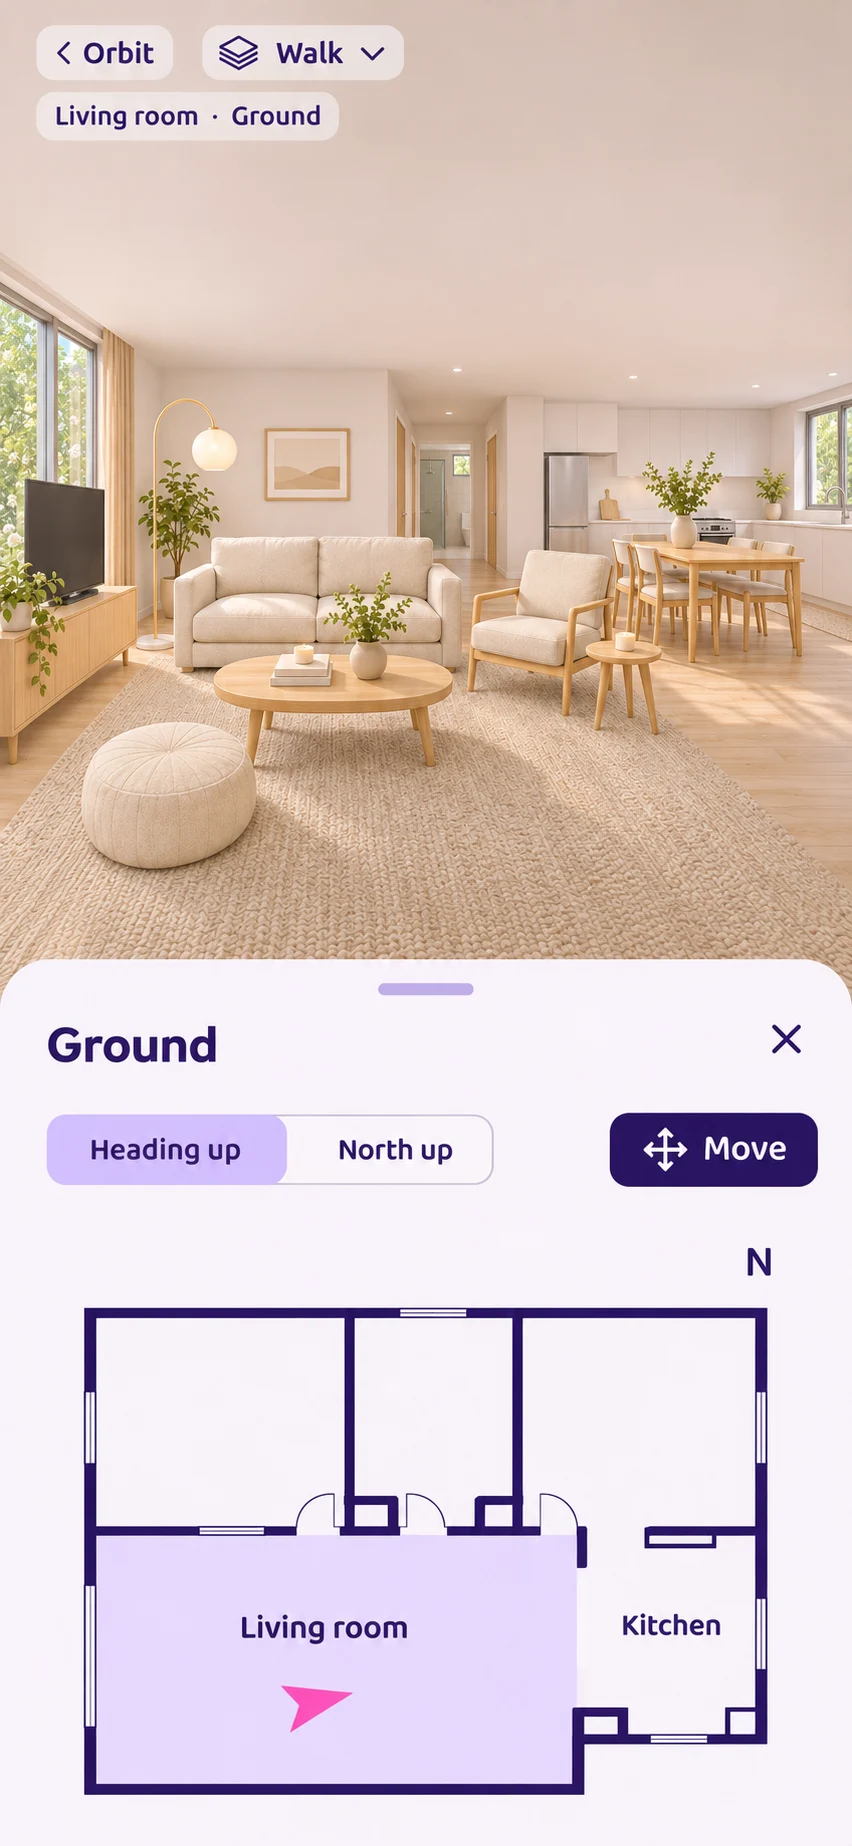 Orbit
Walk
Living room · Ground
Ground
Heading up
North up
Move
N
Living room
Kitchen